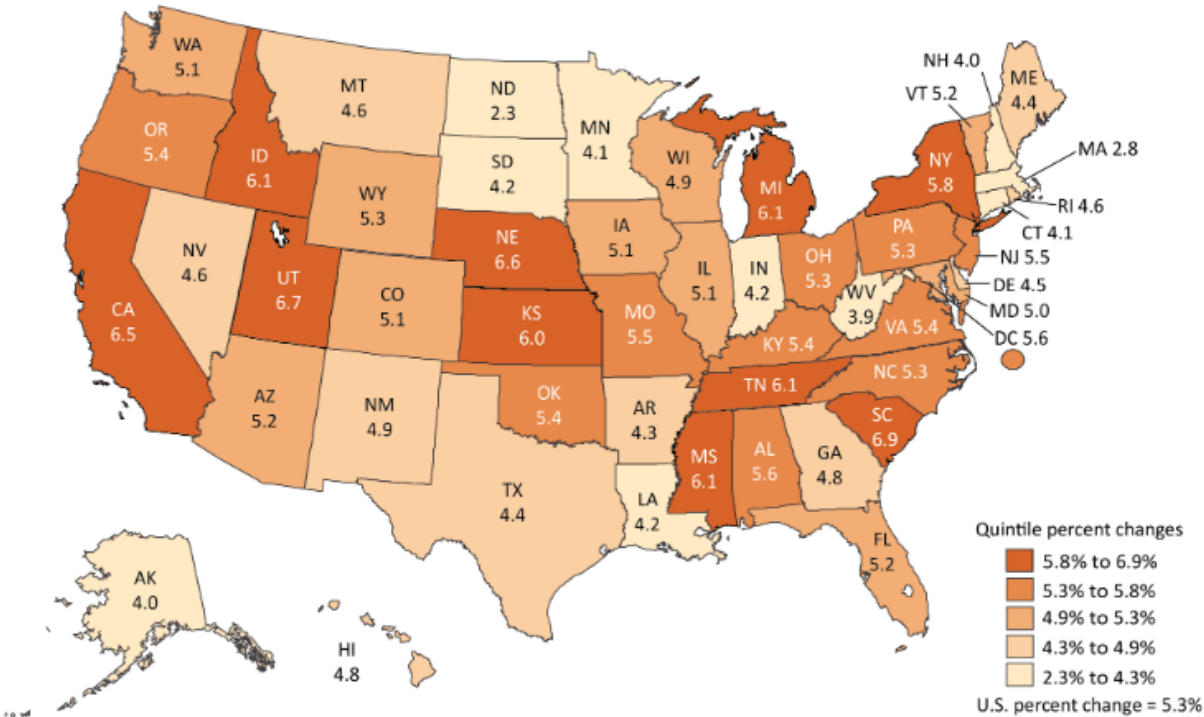 WA
5.1
OR
5.4
CA
6.5
ID
6.1
NV
4.6
MT
4.6
WY
5.3
UT
6.7
AZ
5.2
CO
5.1
NM
4.9
ND
2.3
SD
4.2
NE
6.6
KS
6.0
OK
5.4
TX
4.4
MN
4.1
IA
5.1
MO
5.5
AR
4.3
LA
4.2
WI
4.9
IL
5.1
MS
6.1
MI
6.1
IN
4.2
OH
5.3
KY 5.4
TN 6.1
AL
5.6
GA
4.8
FL
5.2
SC
6.9
NC 5.3
VA 5.4
WV
3.9
PA
5.3
NY
5.8
VT 5.2
NH 4.0
ME
4.4
MA 2.8
RI 4.6
CT 4.1
NJ 5.5
DE 4.5
MD 5.0
DC 5.6
AK
4.0
HI
4.8
Quintile percent changes
5.8% to 6.9%
5.3% to 5.8%
4.9% to 5.3%
4.3% to 4.9%
2.3% to 4.3%
U.S. percent change = 5.3%